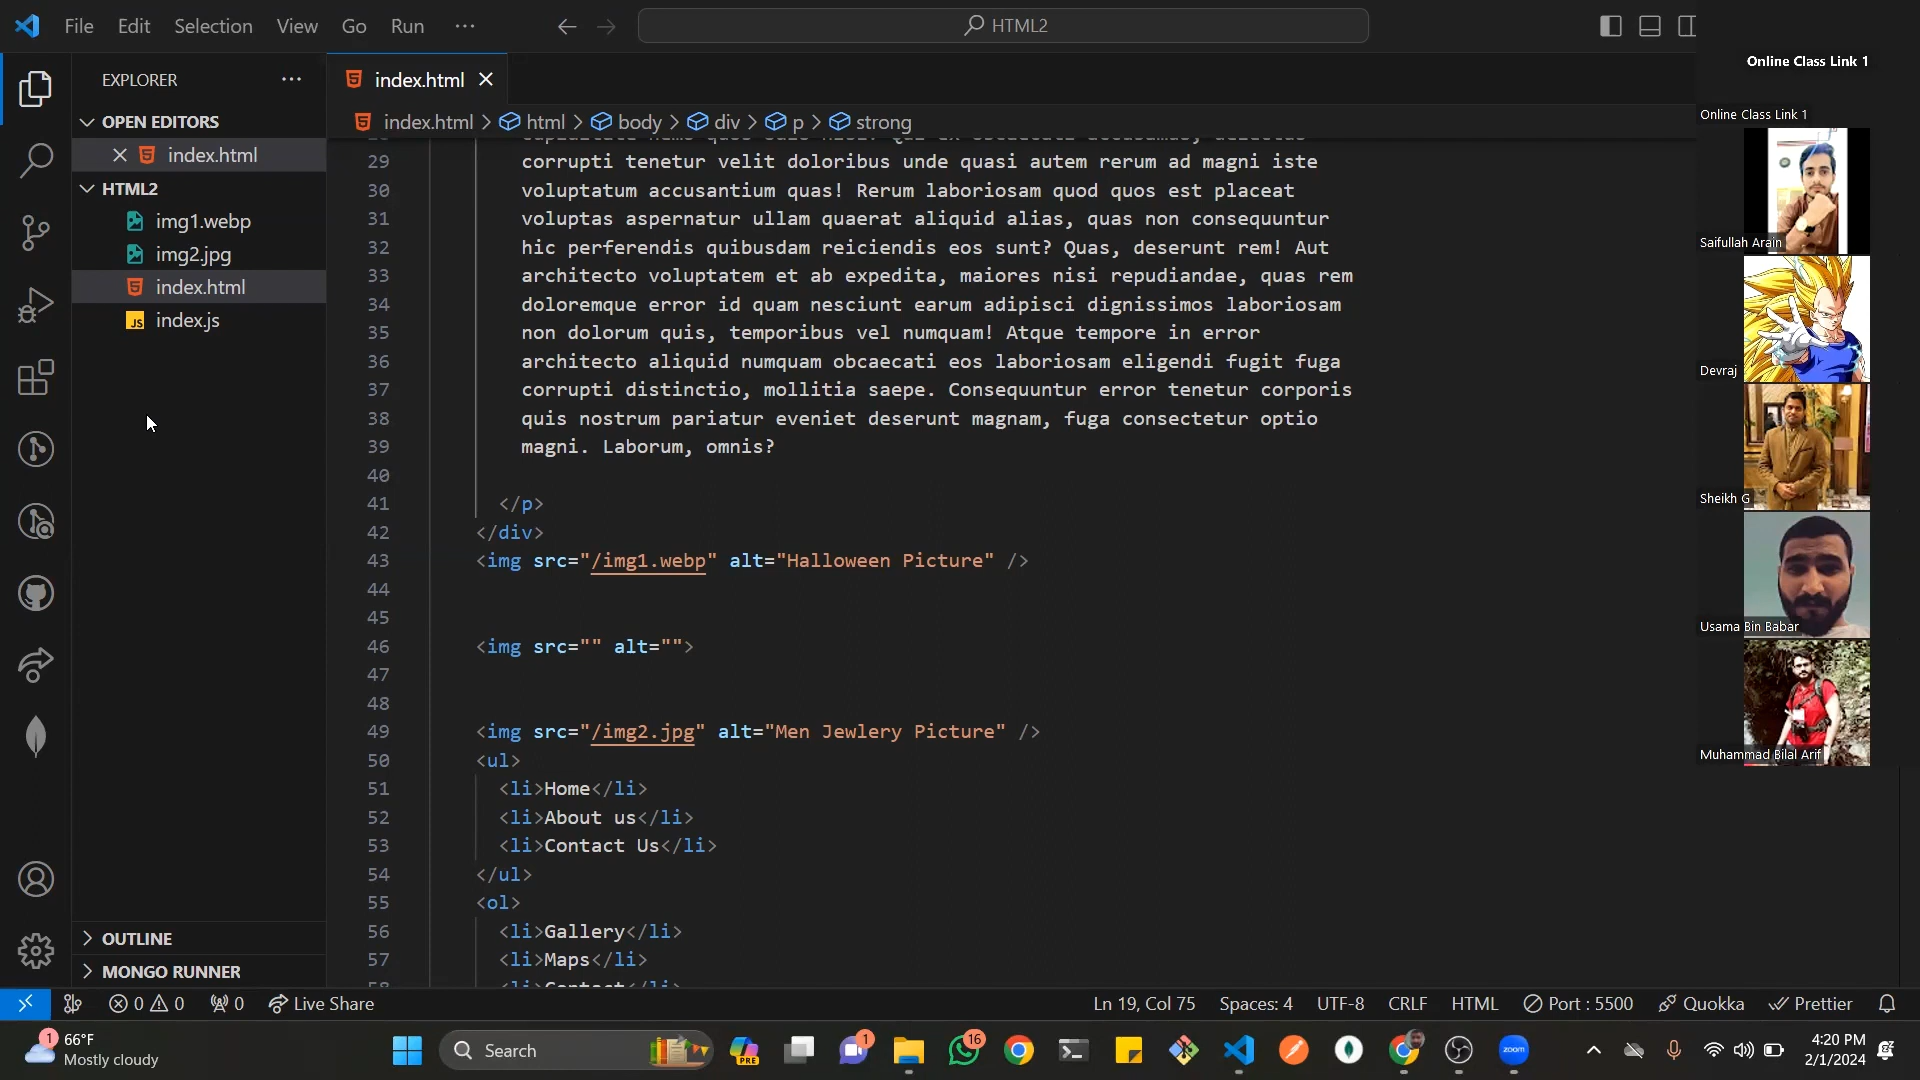 File Edit Selection View Go Run ···
HTML2
Online Class Link 1
EXPLORER ···
index.html
index.html > html > body > div > p > strong
Online Class Link 1
OPEN EDITORS
index.html
HTML2
img1.webp
img2.jpg
index.html
index.js
29 corrupti tenetur velit doloribus unde quasi autem rerum ad magni iste
30 voluptatum accusantium quas! Rerum laboriosam quod quos est placeat
31 voluptas aspernatur ullam quaerat aliquid alias, quas non consequuntur
32 hic perferendis quibusdam reiciendis eos sunt? Quas, deserunt rem! Aut
33 architecto voluptatem et ab expedita, maiores nisi repudiandae, quas rem
34 doloremque error id quam nesciunt earum adipisci dignissimos laboriosam
35 non dolorum quis, temporibus vel numquam! Atque tempore in error
36 architecto aliquid numquam obcaecati eos laboriosam eligendi fugit fuga
37 corrupti distinctio, mollitia saepe. Consequuntur error tenetur corporis
38 quis nostrum pariatur eveniet deserunt magnam, fuga consectetur optio
39 magni. Laborum, omnis?
40
41 </p>
42 </div>
43 <img src="/img1.webp" alt="Halloween Picture" />
44
45
46 <img src="" alt="">
47
48
49 <img src="/img2.jpg" alt="Men Jewlery Picture" />
50 <ul>
51 <li>Home</li>
52 <li>About us</li>
53 <li>Contact Us</li>
54 </ul>
55 <ol>
56 <li>Gallery</li>
57 <li>Maps</li>
58 <li>Contact</li>
Saifullah Arain
Devraj
Sheikh G
Usama Bin Babar
Muhammad Bilal Arif
OUTLINE
MONGO RUNNER
0 0 0 Live Share Ln 19, Col 75 Spaces: 4 UTF-8 CRLF HTML Port : 5500 Quokka Prettier
1 66°F
Mostly cloudy
Search
PRE
1
16
zoom
4:20 PM
2/1/2024